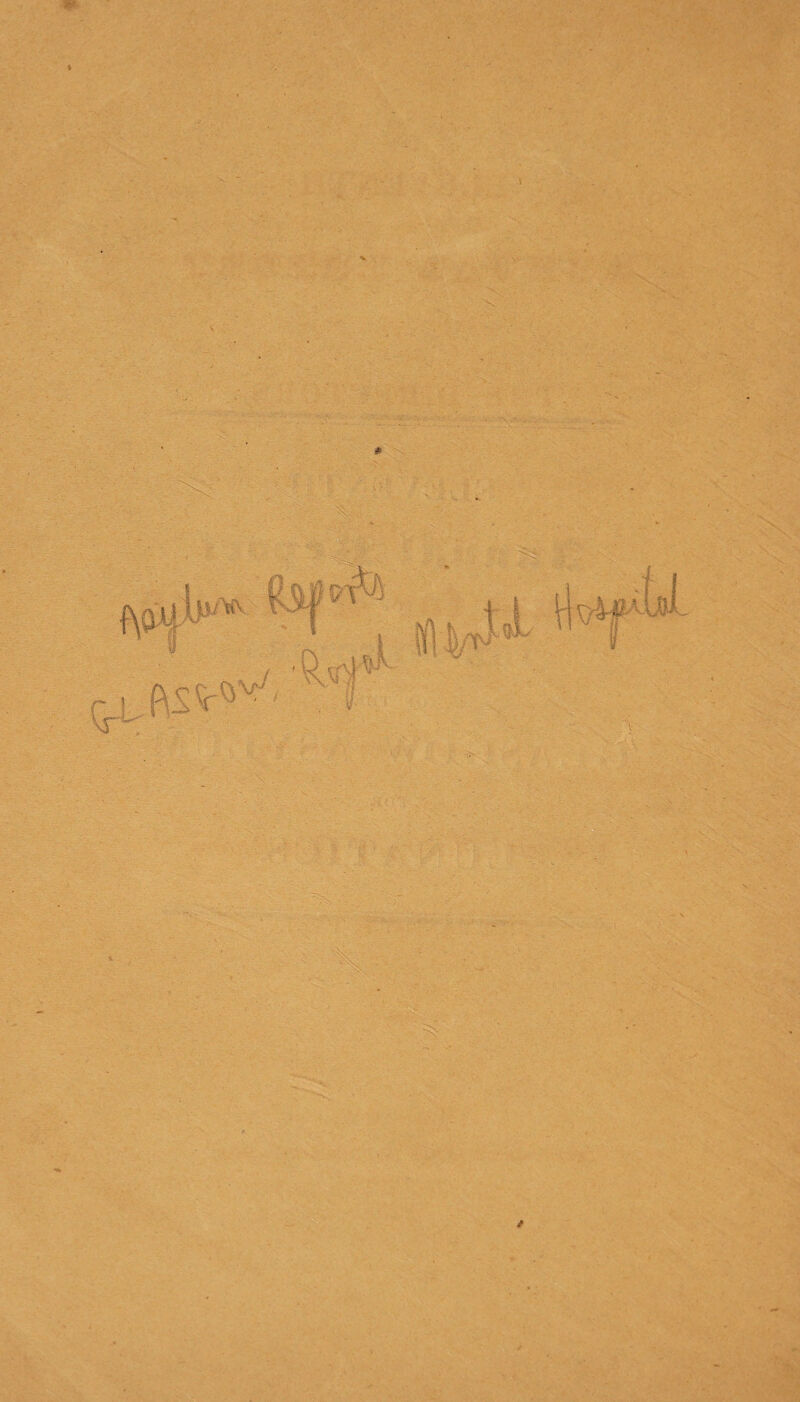 Asylum Reports
GLASGOW, Royal Mental Hospital